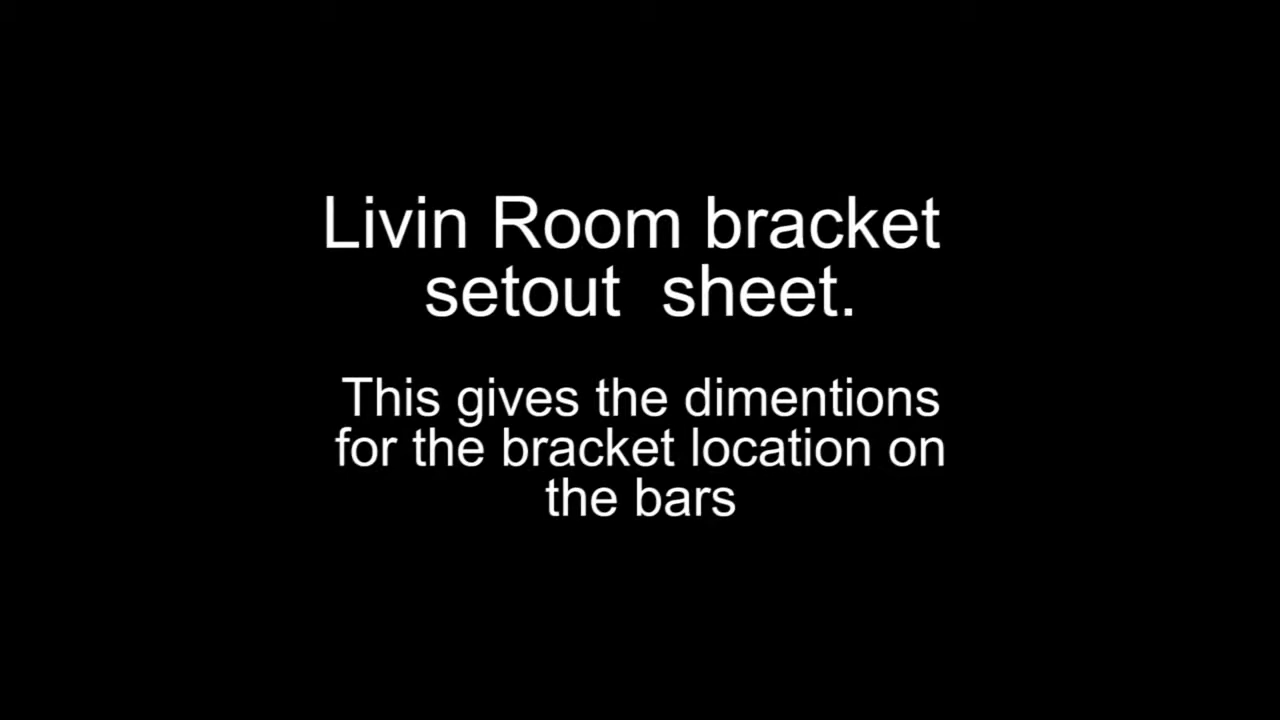 Livin Room bracket
setout  sheet.
This gives the dimentions
for the bracket location on
the bars